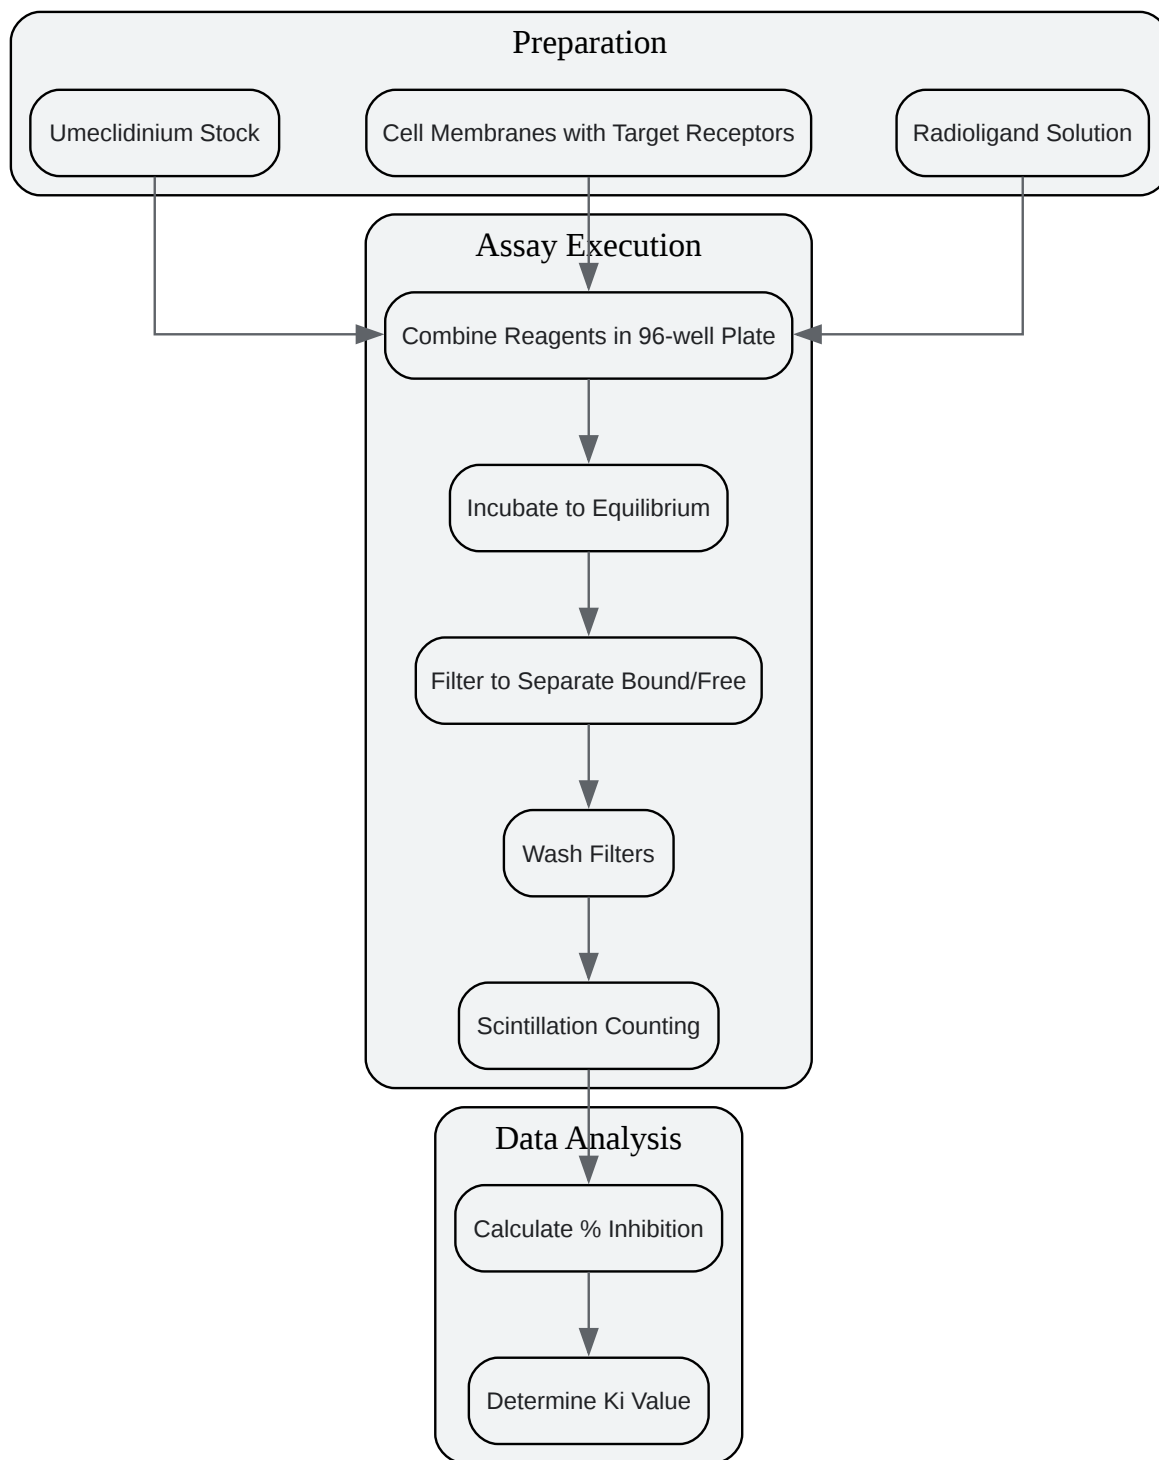 Preparation
Umeclidinium Stock
Cell Membranes with Target Receptors
Radioligand Solution
Assay Execution
Combine Reagents in 96-well Plate
Incubate to Equilibrium
Filter to Separate Bound/Free
Wash Filters
Scintillation Counting
Data Analysis
Calculate % Inhibition
Determine Ki Value